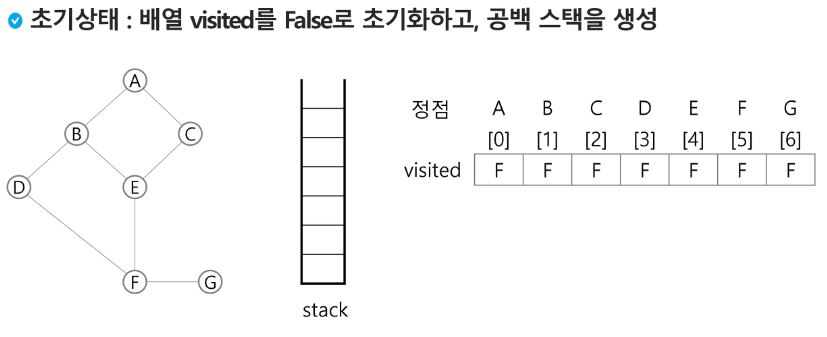 초기상태 : 배열 visited를 False로 초기화하고, 공백 스택을 생성
A
B
C
D
E
F
G
stack
정점 A B C D E F G
[0] [1] [2] [3] [4] [5] [6]
visited F F F F F F F